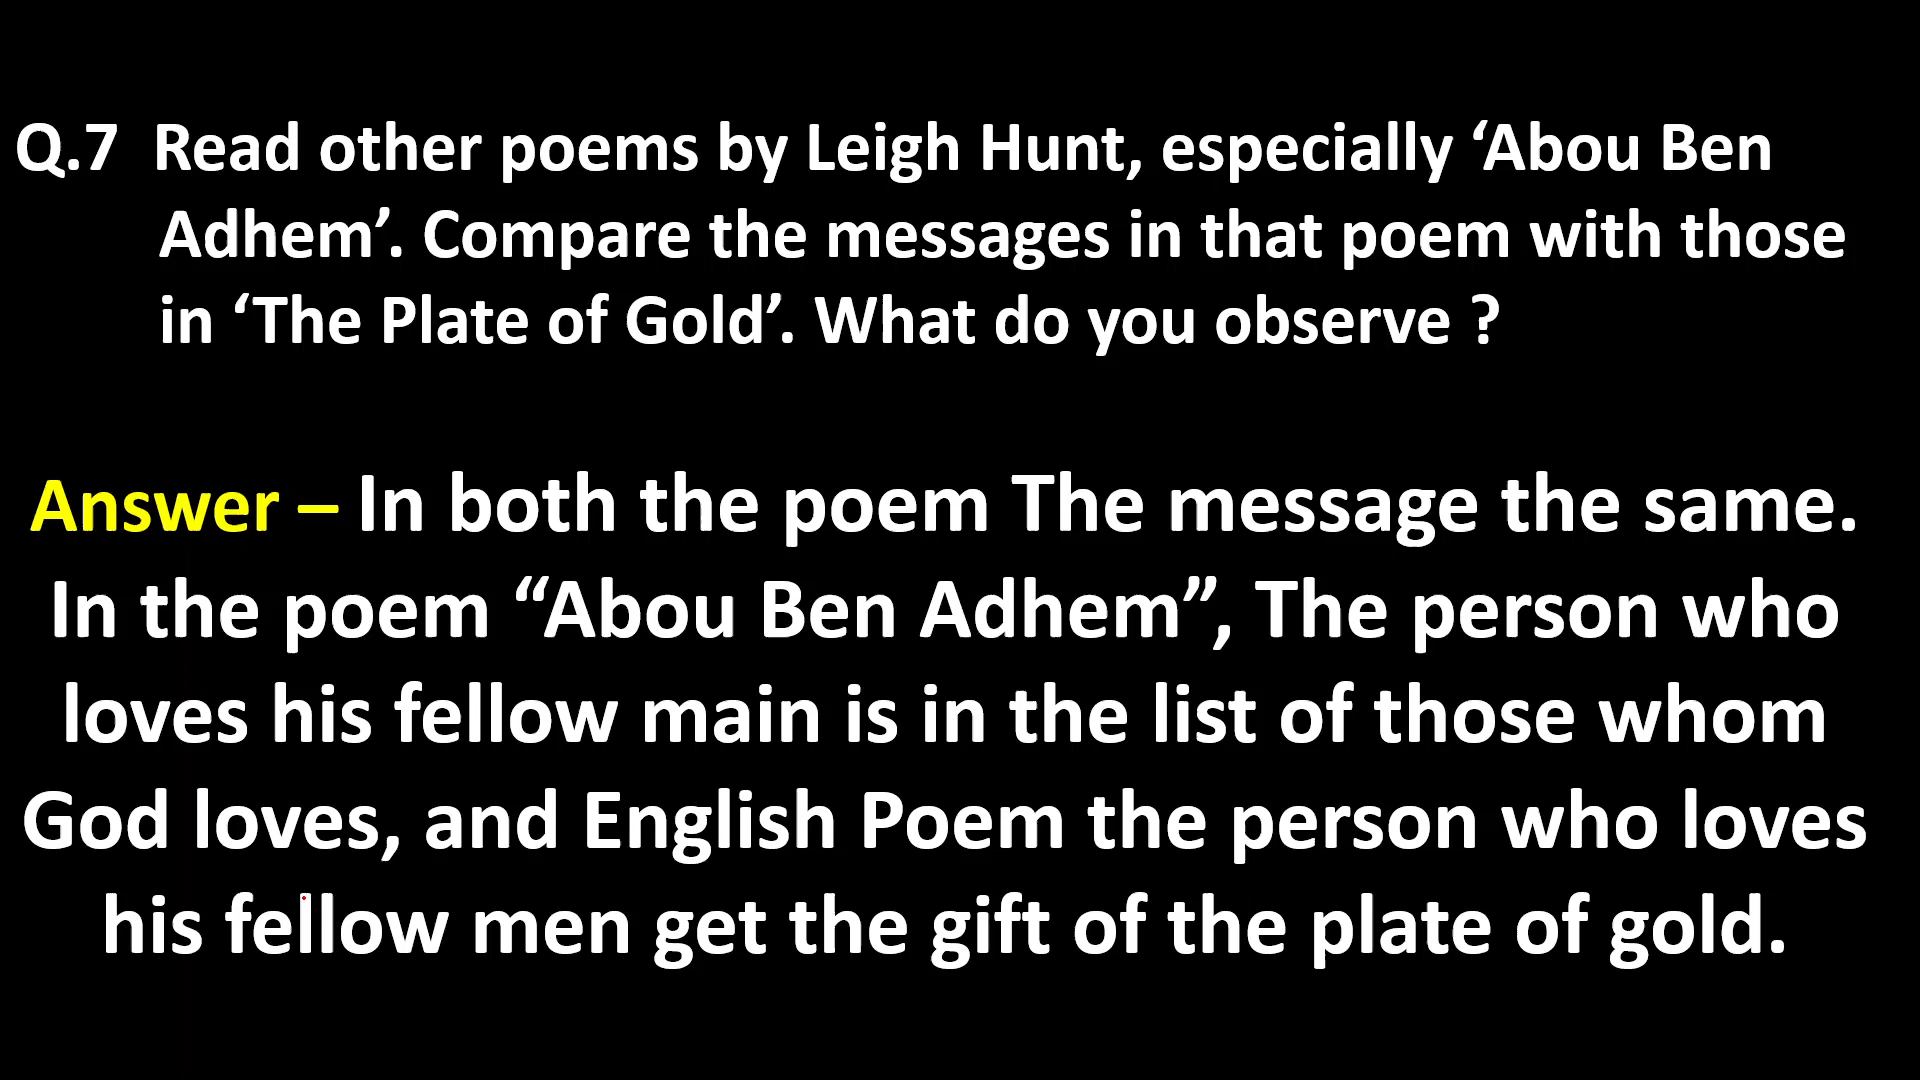 Q.7 Read other poems by Leigh Hunt, especially ‘Abou Ben
Adhem’. Compare the messages in that poem with those
in ‘The Plate of Gold’. What do you observe ?
Answer – In both the poem The message the same.
In the poem “Abou Ben Adhem”, The person who
loves his fellow main is in the list of those whom
God loves, and English Poem the person who loves
his fellow men get the gift of the plate of gold.